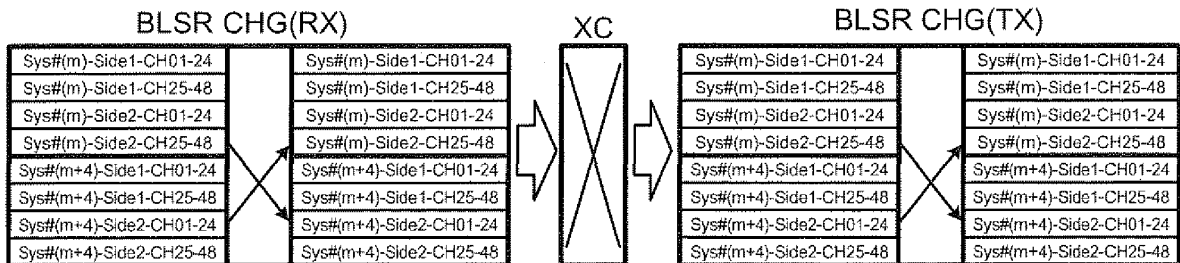 BLSR CHG(RX) XC BLSR CHG(TX)
Sys#(m)-Side1-CH01-24 Sys#(m)-Side1-CH01-24 Sys#(m)-Side1-CH01-24 Sys#(m)-Side1-CH01-24
Sys#(m)-Side1-CH25-48 Sys#(m)-Side1-CH25-48 Sys#(m)-Side1-CH25-48 Sys#(m)-Side1-CH25-48
Sys#(m)-Side2-CH01-24 Sys#(m)-Side2-CH01-24 Sys#(m)-Side2-CH01-24 Sys#(m)-Side2-CH01-24
Sys#(m)-Side2-CH25-48 Sys#(m)-Side2-CH25-48 Sys#(m)-Side2-CH25-48 Sys#(m)-Side2-CH25-48
Sys#(m+4)-Side1-CH01-24 Sys#(m+4)-Side1-CH01-24 Sys#(m+4)-Side1-CH01-24 Sys#(m+4)-Side1-CH01-24
Sys#(m+4)-Side1-CH25-48 Sys#(m+4)-Side1-CH25-48 Sys#(m+4)-Side1-CH25-48 Sys#(m+4)-Side1-CH25-48
Sys#(m+4)-Side2-CH01-24 Sys#(m+4)-Side2-CH01-24 Sys#(m+4)-Side2-CH01-24 Sys#(m+4)-Side2-CH01-24
Sys#(m+4)-Side2-CH25-48 Sys#(m+4)-Side2-CH25-48 Sys#(m+4)-Side2-CH25-48 Sys#(m+4)-Side2-CH25-48